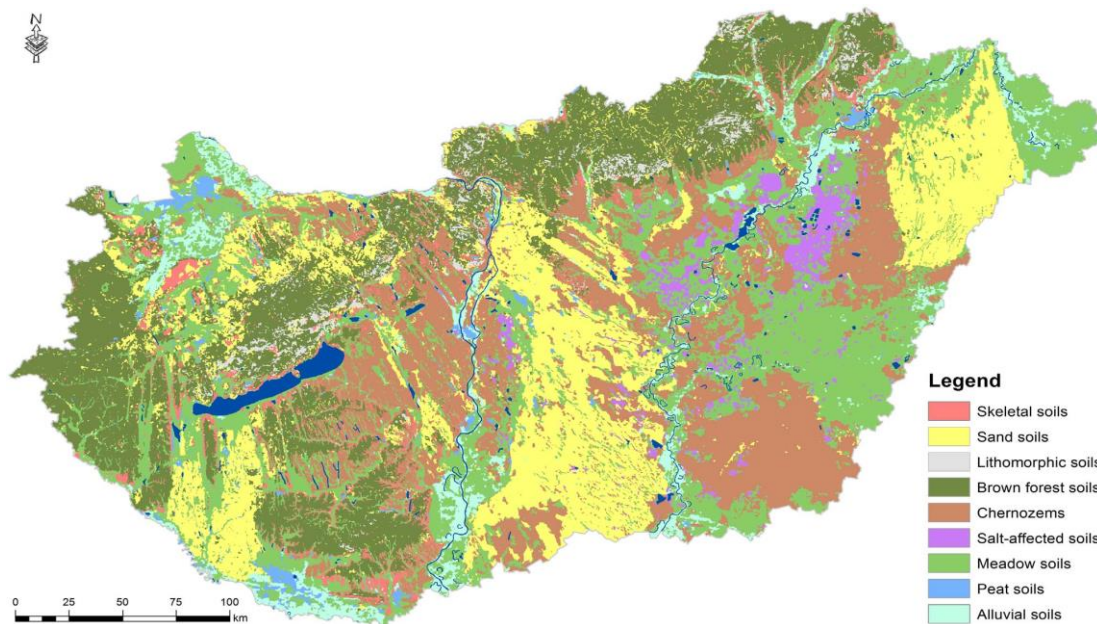 N
Legend
Skeletal soils
Sand soils
Lithomorphic soils
Brown forest soils
Chernozems
Salt-affected soils
Meadow soils
Peat soils
Alluvial soils
0 25 50 75 100
km